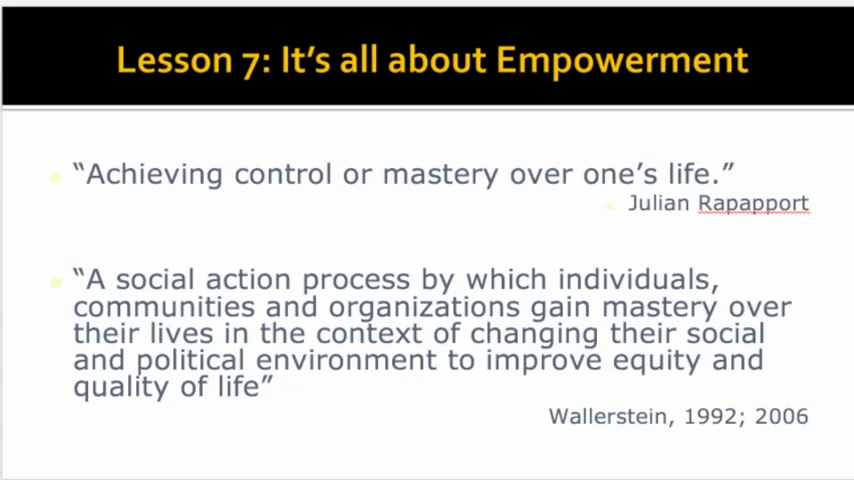 Lesson 7: It’s all about Empowerment
“Achieving control or mastery over one’s life.”
Julian Rapapport
“A social action process by which individuals,
communities and organizations gain mastery over
their lives in the context of changing their social
and political environment to improve equity and
quality of life”
Wallerstein, 1992; 2006